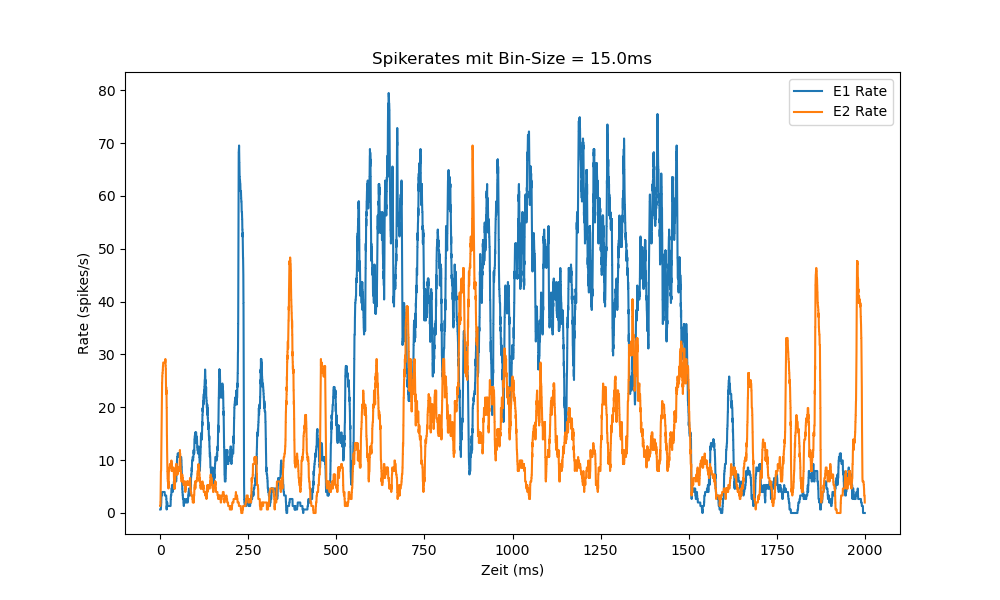 Spikerates mit Bin-Size = 15.0ms
E1 Rate
E2 Rate
80
70
60
50
40
30
20
10
0
Rate (spikes/s)
0 250 500 750 1000 1250 1500 1750 2000
Zeit (ms)